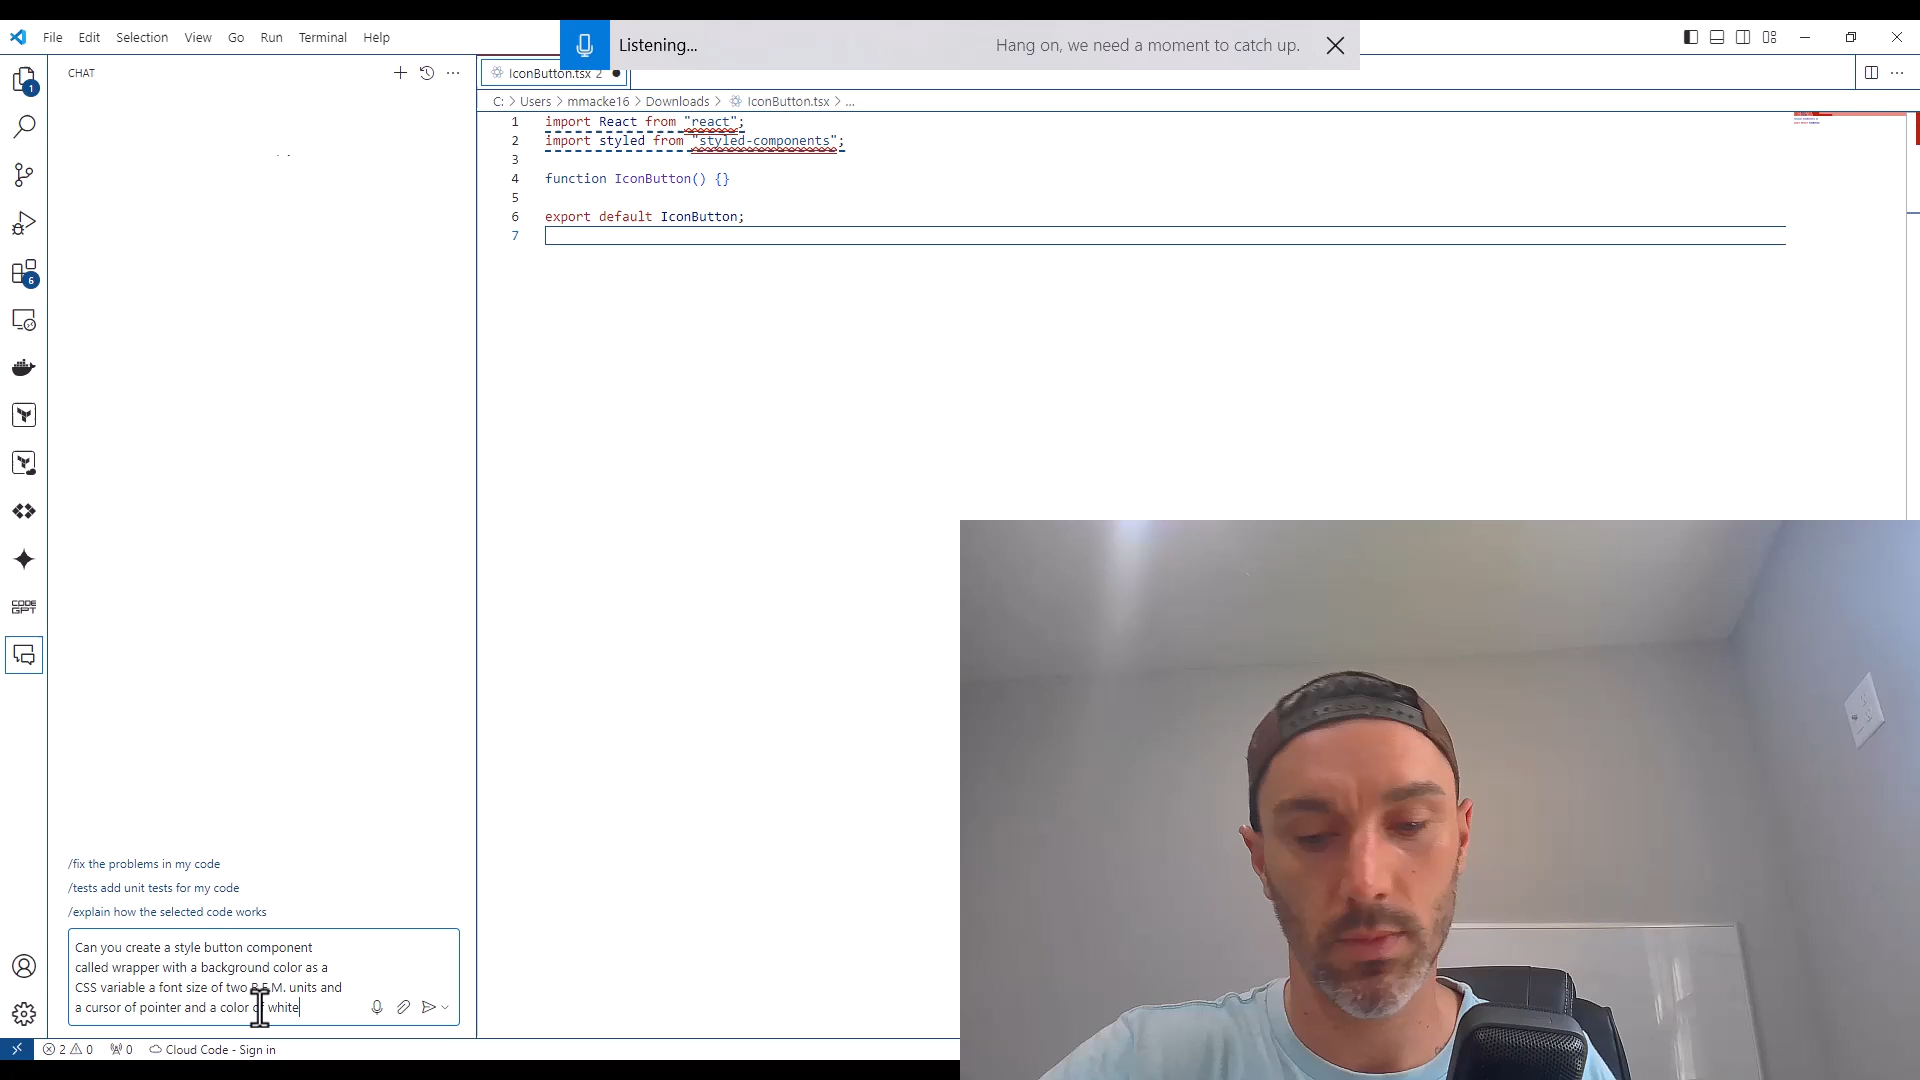 File Edit Selection View Go Run Terminal Help
Listening...
Hang on, we need a moment to catch up.
CHAT
IconButton.tsx 2
C: > Users > mmacke16 > Downloads > IconButton.tsx > ...
1 import React from "react";
2 import styled from "styled-components";
3
4 function IconButton() {}
5
6 export default IconButton;
7
1
6
CODE
GPT
/fix the problems in my code
/tests add unit tests for my code
/explain how the selected code works
Can you create a style button component
called wrapper with a background color as a
CSS variable a font size of two R.E.M. units and
a cursor of pointer and a color of white
2 0 0 Cloud Code - Sign in